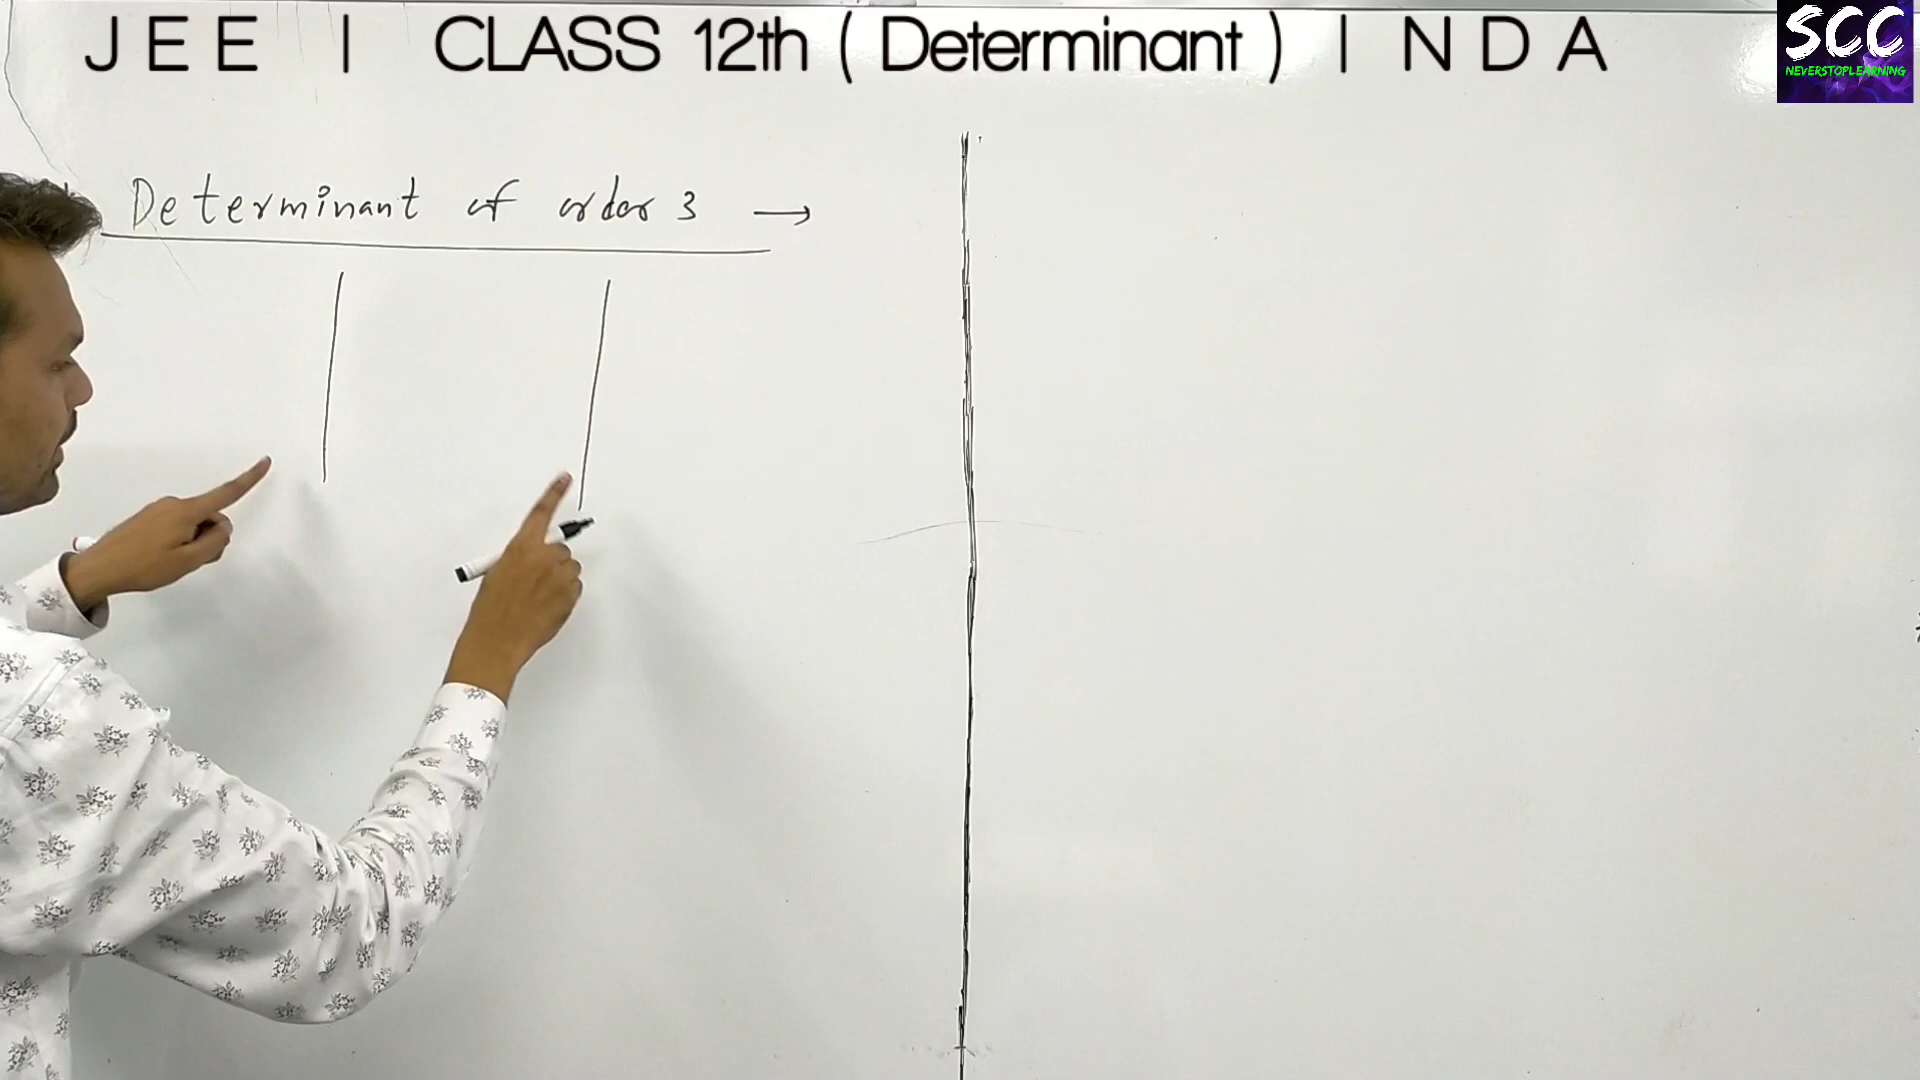 JEE | CLASS 12th ( Determinant ) | NDA
SCC
NEVERSTOPLEARNING
Determinant of order 3 →